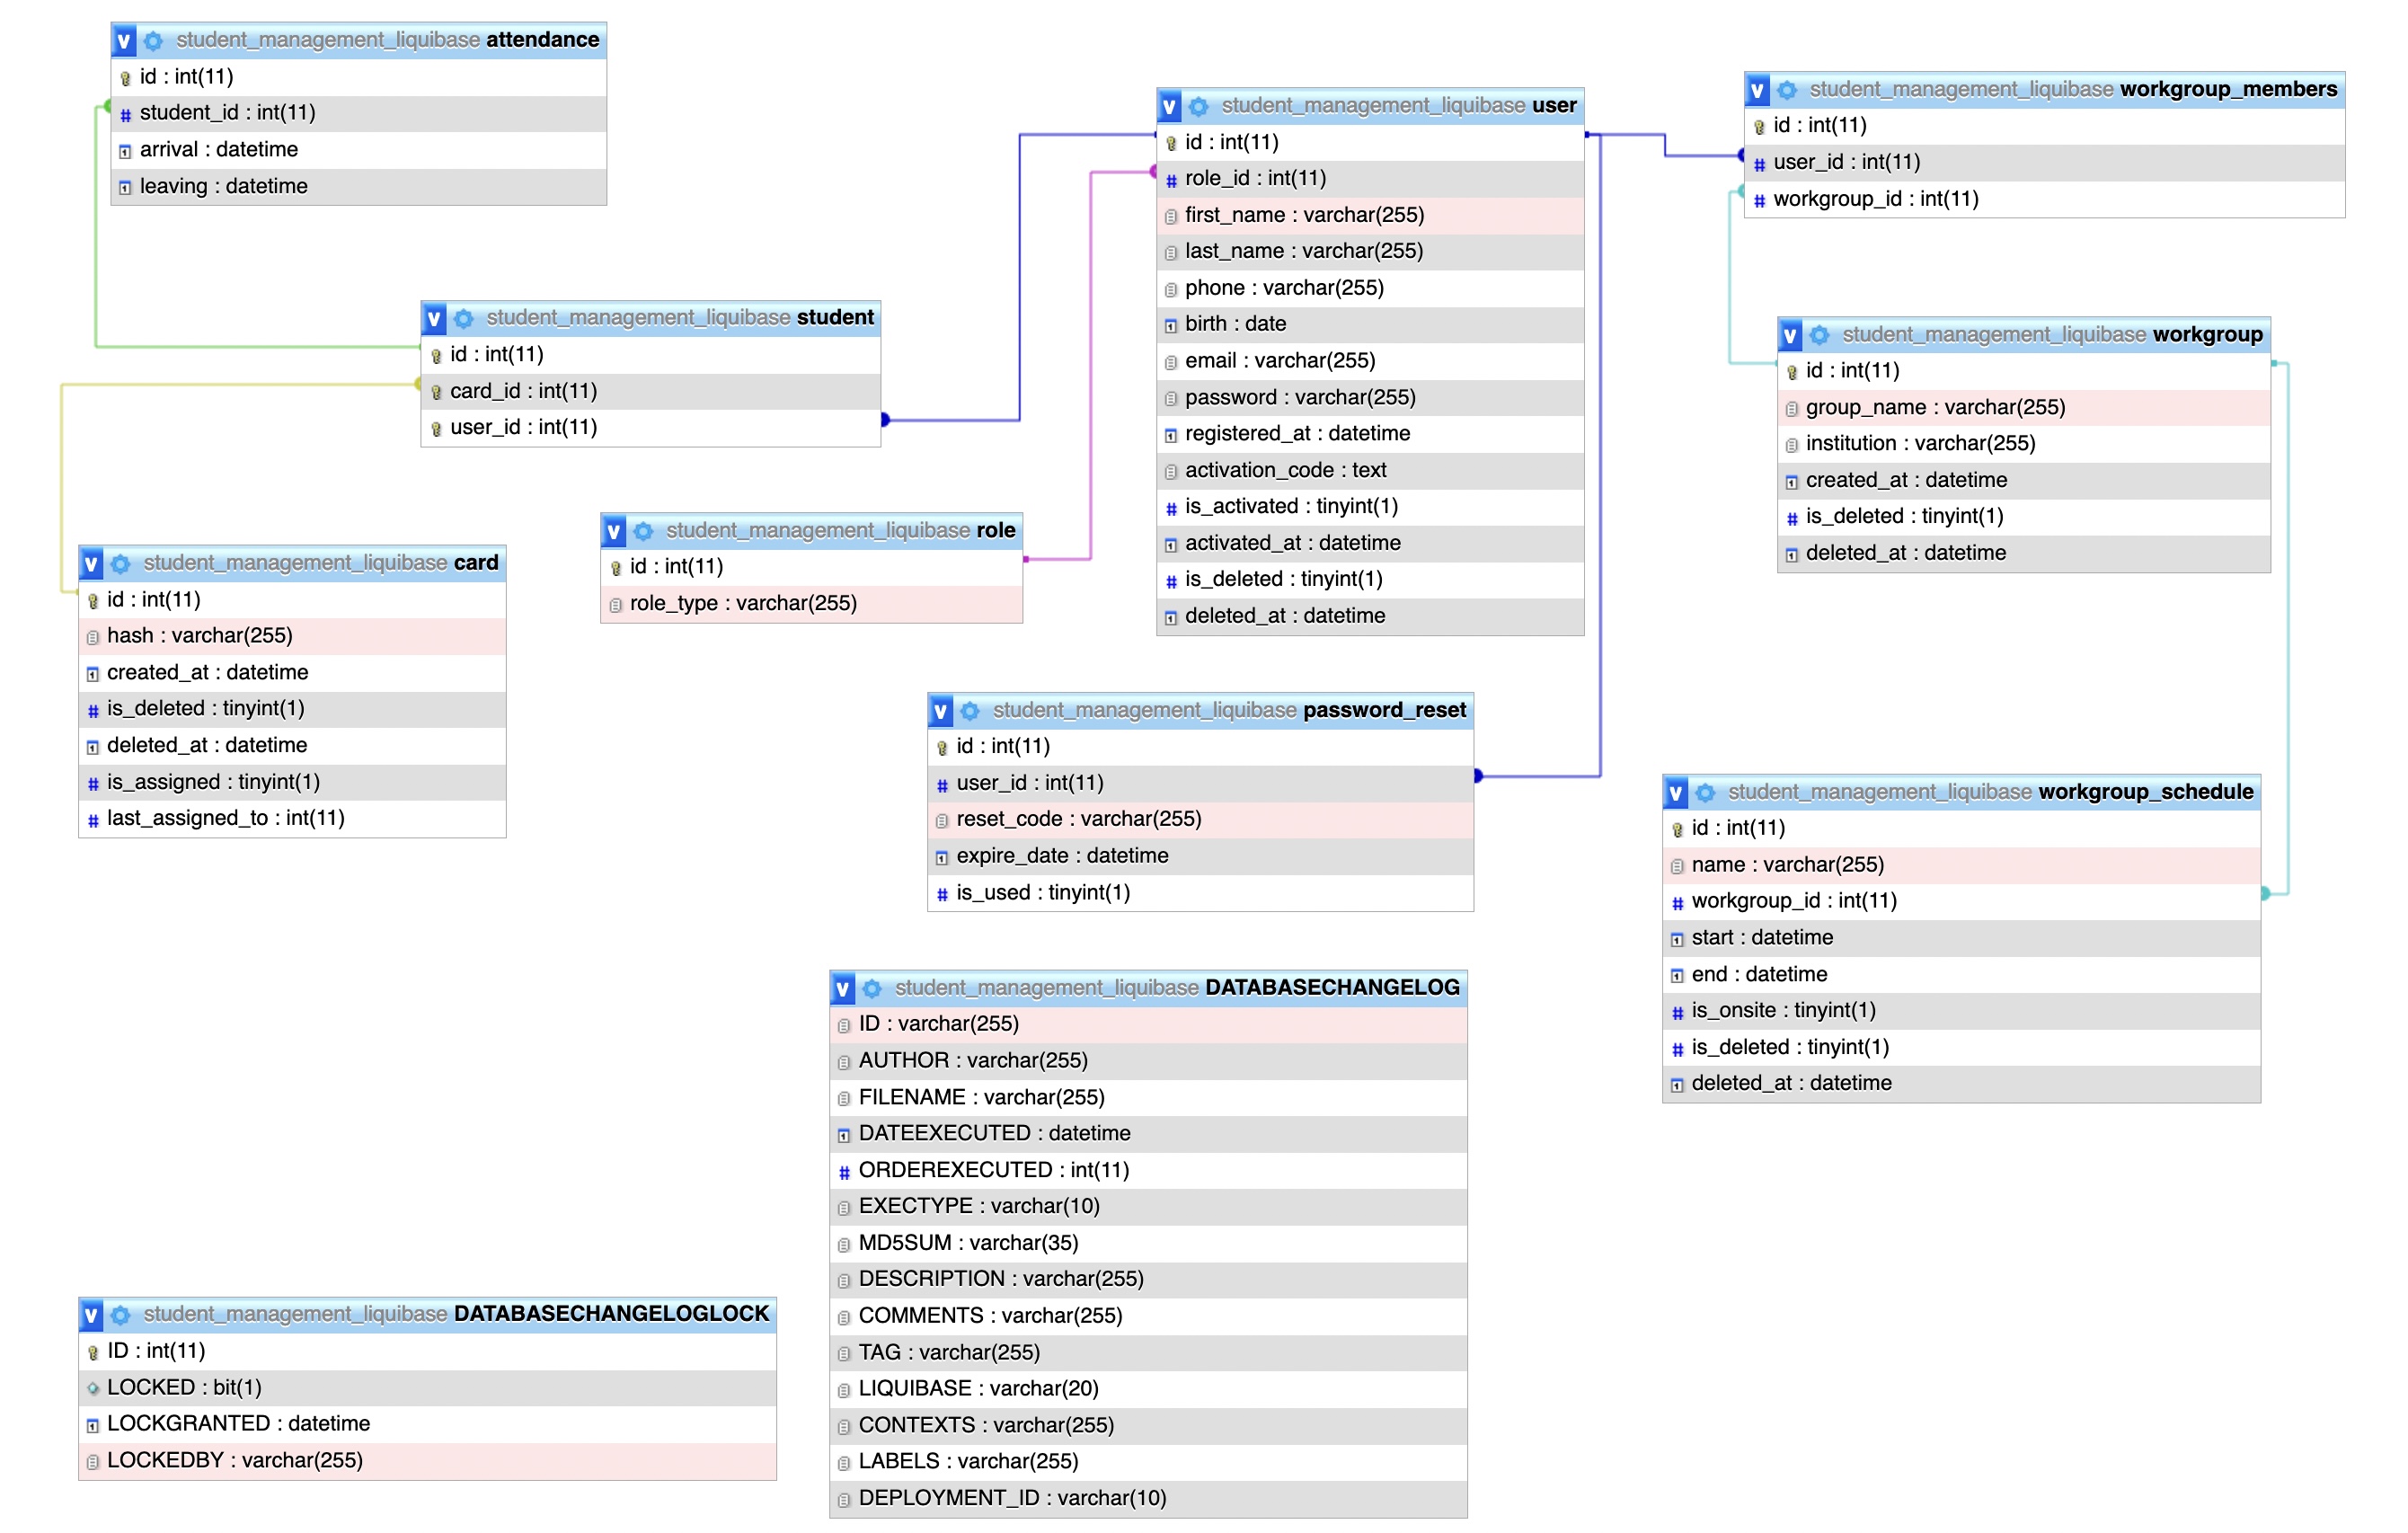 student_management_liquibase attendance
id : int(11)
student_id : int(11)
arrival : datetime
leaving : datetime
student_management_liquibase student
id : int(11)
card_id : int(11)
user_id : int(11)
student_management_liquibase card
id : int(11)
hash : varchar(255)
created_at : datetime
is_deleted : tinyint(1)
deleted_at : datetime
is_assigned : tinyint(1)
last_assigned_to : int(11)
student_management_liquibase role
id : int(11)
role_type : varchar(255)
student_management_liquibase user
id : int(11)
role_id : int(11)
first_name : varchar(255)
last_name : varchar(255)
phone : varchar(255)
birth : date
email : varchar(255)
password : varchar(255)
registered_at : datetime
activation_code : text
is_activated : tinyint(1)
activated_at : datetime
is_deleted : tinyint(1)
deleted_at : datetime
student_management_liquibase workgroup_members
id : int(11)
user_id : int(11)
workgroup_id : int(11)
student_management_liquibase workgroup
id : int(11)
group_name : varchar(255)
institution : varchar(255)
created_at : datetime
is_deleted : tinyint(1)
deleted_at : datetime
student_management_liquibase password_reset
id : int(11)
user_id : int(11)
reset_code : varchar(255)
expire_date : datetime
is_used : tinyint(1)
student_management_liquibase workgroup_schedule
id : int(11)
name : varchar(255)
workgroup_id : int(11)
start : datetime
end : datetime
is_onsite : tinyint(1)
is_deleted : tinyint(1)
deleted_at : datetime
student_management_liquibase DATABASECHANGELOG
ID : varchar(255)
AUTHOR : varchar(255)
FILENAME : varchar(255)
DATEEXECUTED : datetime
ORDEREXECUTED : int(11)
EXECTYPE : varchar(10)
MD5SUM : varchar(35)
DESCRIPTION : varchar(255)
COMMENTS : varchar(255)
TAG : varchar(255)
LIQUIBASE : varchar(20)
CONTEXTS : varchar(255)
LABELS : varchar(255)
DEPLOYMENT_ID : varchar(10)
student_management_liquibase DATABASECHANGELOGLOCK
ID : int(11)
LOCKED : bit(1)
LOCKGRANTED : datetime
LOCKEDBY : varchar(255)